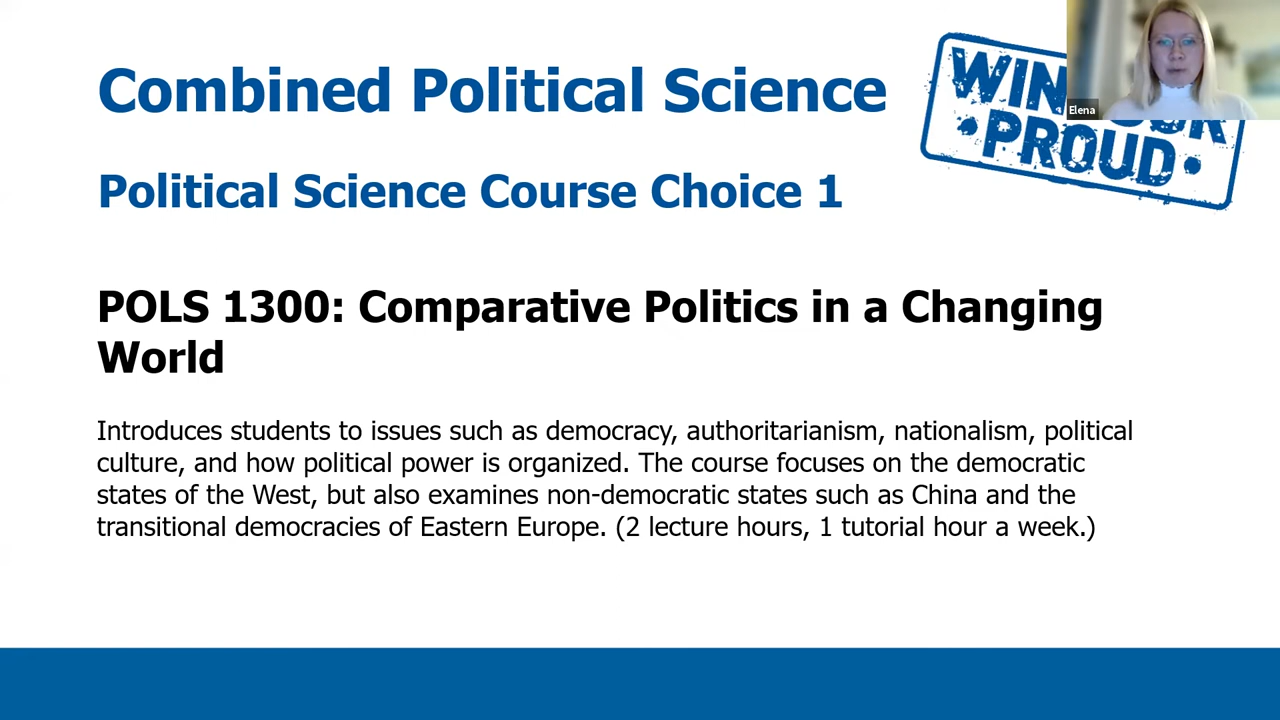 Combined Political Science
Elena
PROUD
Political Science Course Choice 1
POLS 1300: Comparative Politics in a Changing
World
Introduces students to issues such as democracy, authoritarianism, nationalism, political
culture, and how political power is organized. The course focuses on the democratic
states of the West, but also examines non-democratic states such as China and the
transitional democracies of Eastern Europe. (2 lecture hours, 1 tutorial hour a week.)